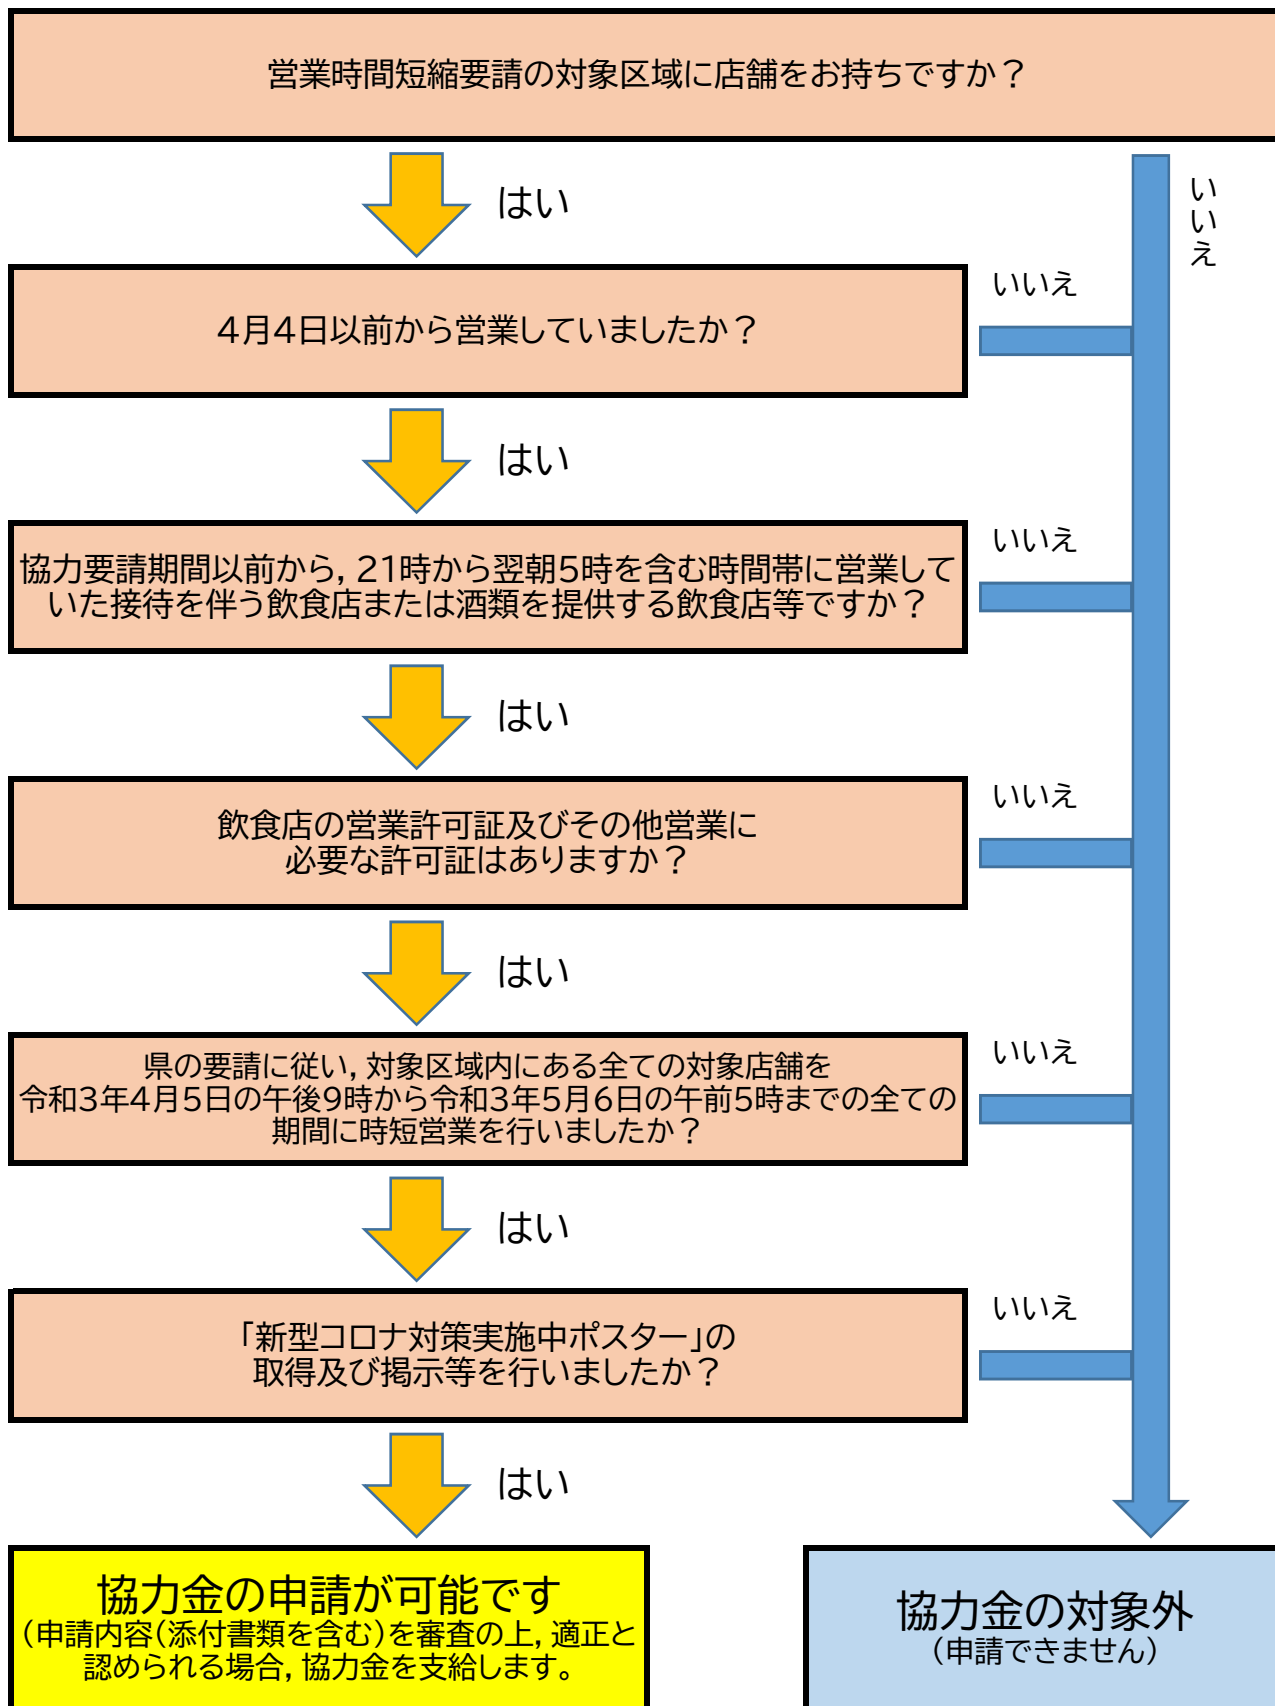 営業時間短縮要請の対象区域に店舗をお持ちですか？
はい
いいえ
4月4日以前から営業していましたか？
いいえ
はい
協力要請期間以前から，21時から翌朝5時を含む時間帯に営業して
いた接待を伴う飲食店または酒類を提供する飲食店等ですか？
いいえ
はい
飲食店の営業許可証及びその他営業に
必要な許可証はありますか？
いいえ
はい
県の要請に従い，対象区域内にある全ての対象店舗を
令和3年4月5日の午後9時から令和3年5月6日の午前5時までの全ての
期間に時短営業を行いましたか？
いいえ
はい
「新型コロナ対策実施中ポスター」の
取得及び掲示等を行いましたか？
いいえ
はい
協力金の申請が可能です
（申請内容（添付書類を含む）を審査の上，適正と
認められる場合，協力金を支給します。
協力金の対象外
（申請できません）